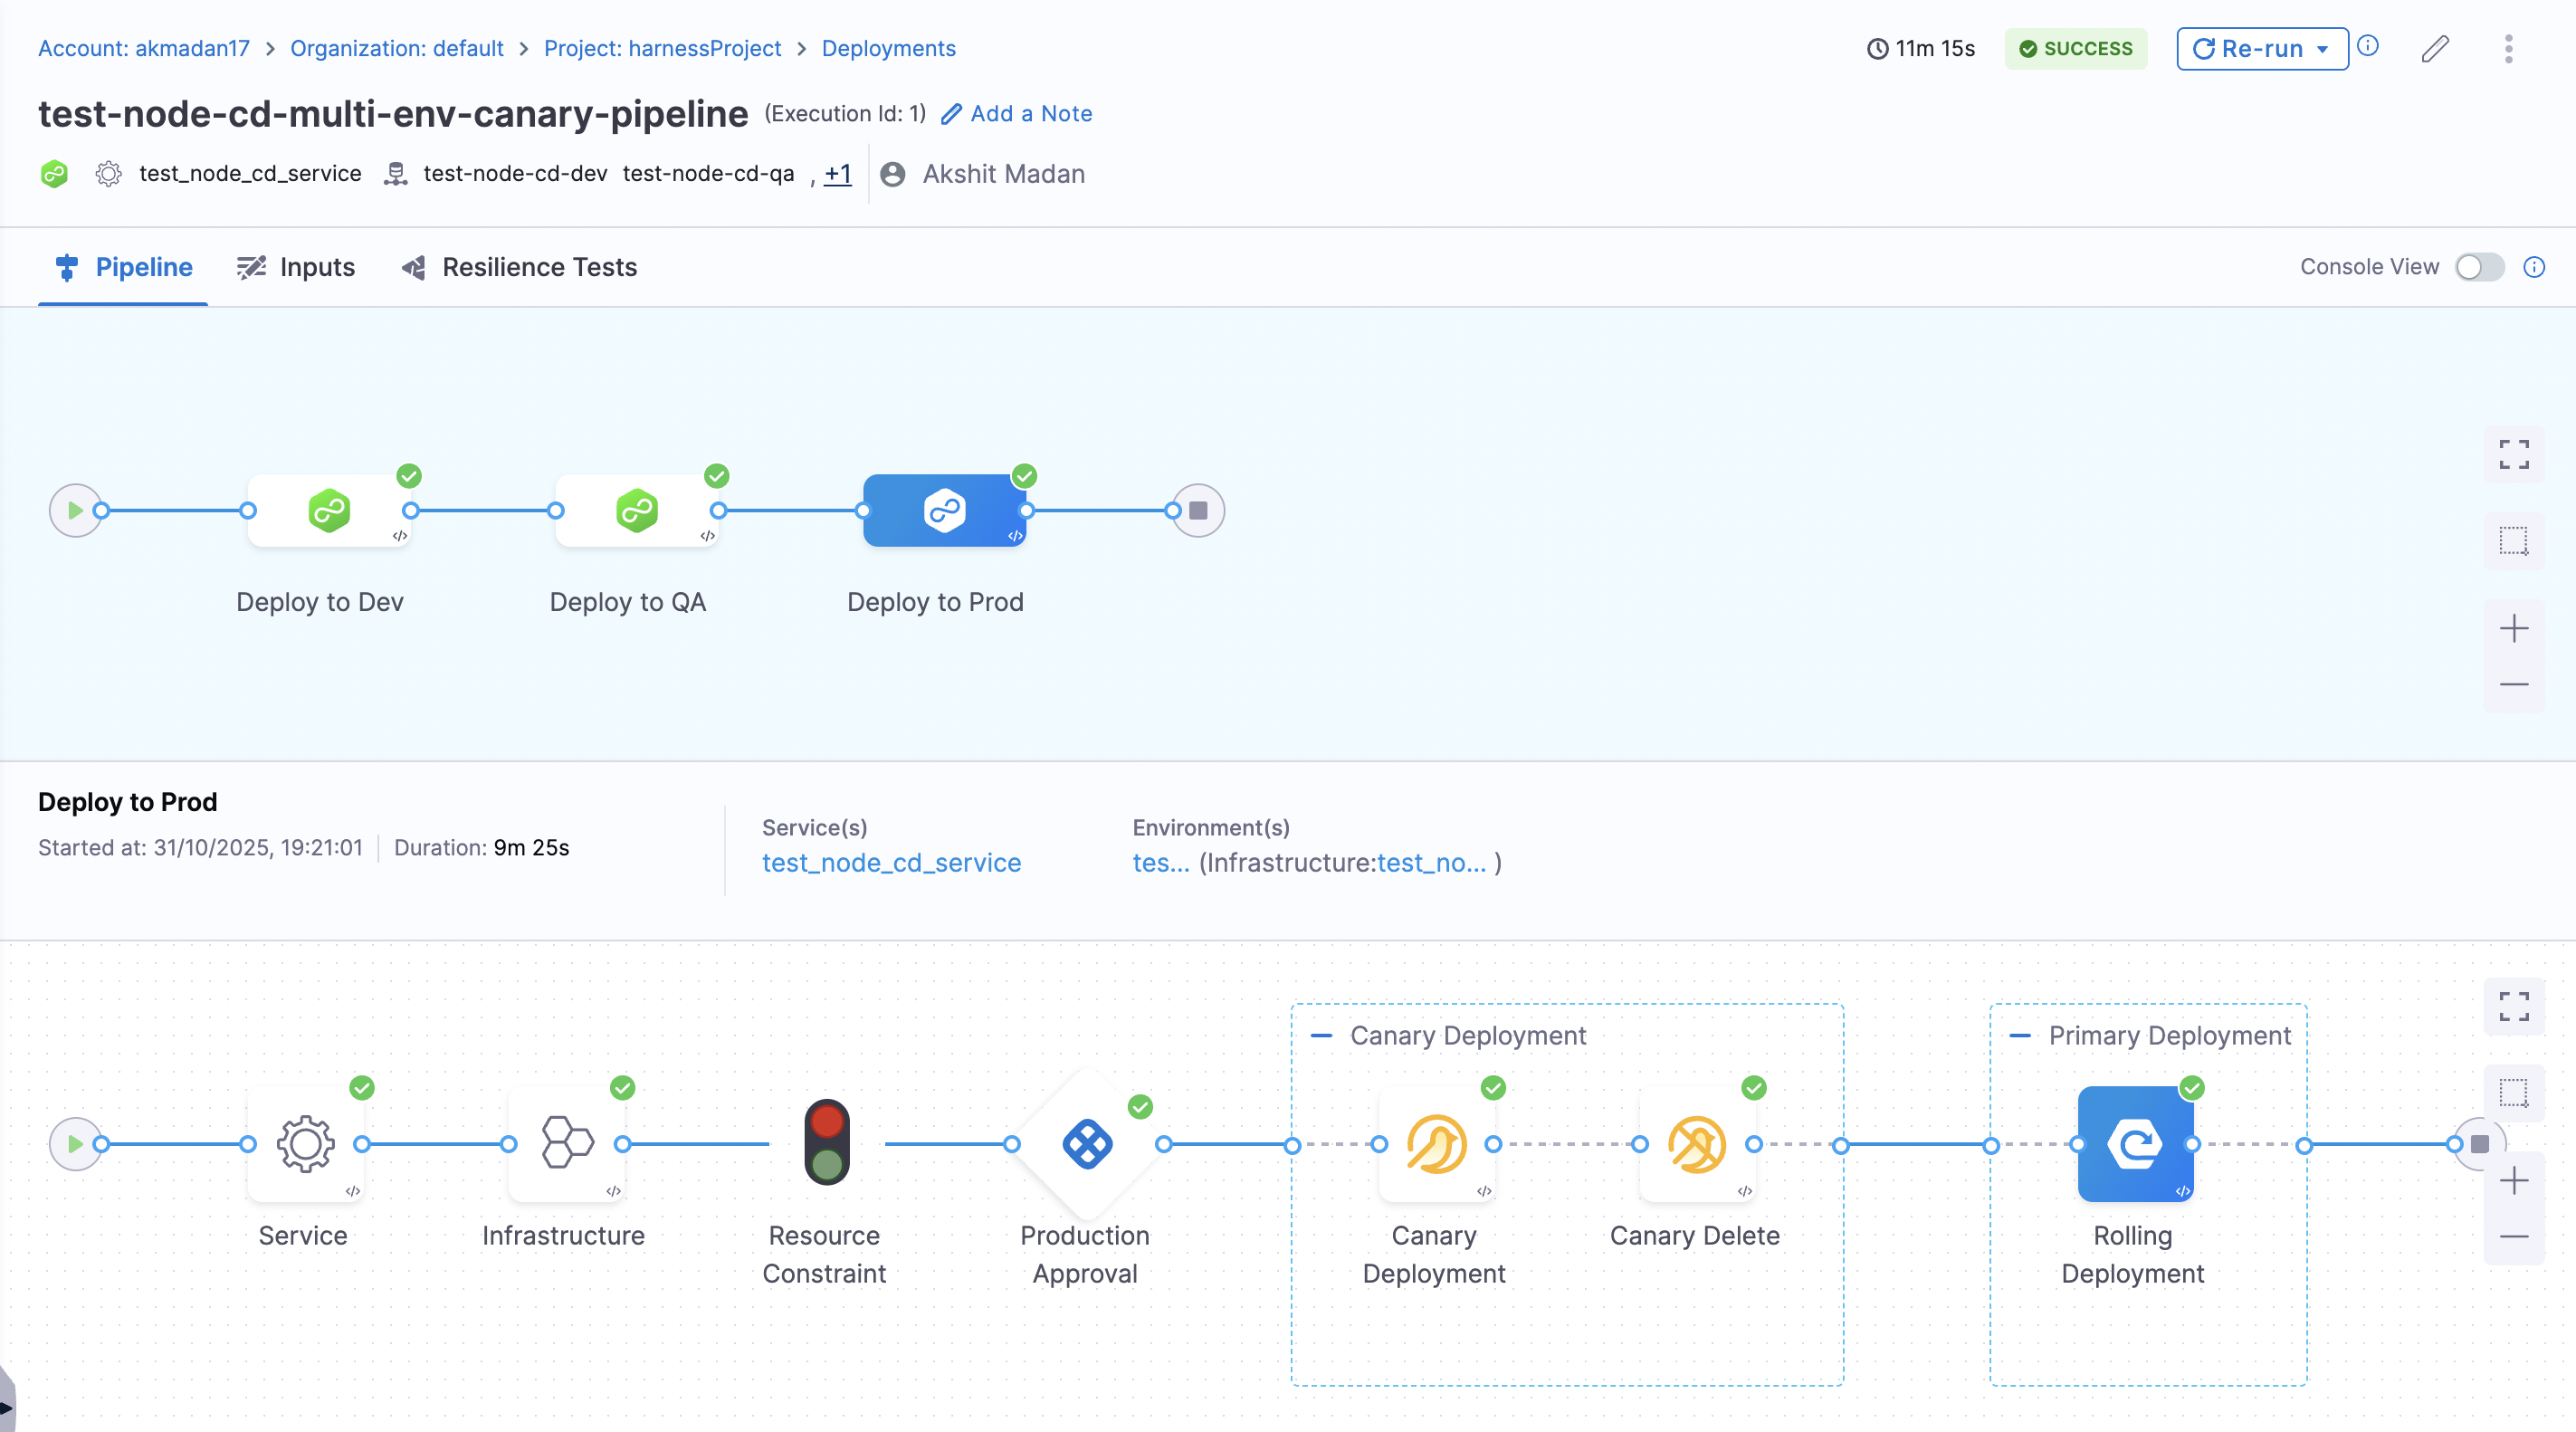 Account: akmadan17 > Organization: default > Project: harnessProject > Deployments
11m 15s
SUCCESS
Re-run
test-node-cd-multi-env-canary-pipeline (Execution Id: 1) Add a Note
test_node_cd_service test-node-cd-dev test-node-cd-qa , +1 Akshit Madan
Pipeline Inputs Resilience Tests
Console View
Deploy to Dev
Deploy to QA
Deploy to Prod
Deploy to Prod
Started at: 31/10/2025, 19:21:01 Duration: 9m 25s
Service(s)
test_node_cd_service
Environment(s)
tes... (Infrastructure:test_no... )
Canary Deployment
Primary Deployment
Service
Infrastructure
Resource
Constraint
Production
Approval
Canary
Deployment
Canary Delete
Rolling
Deployment